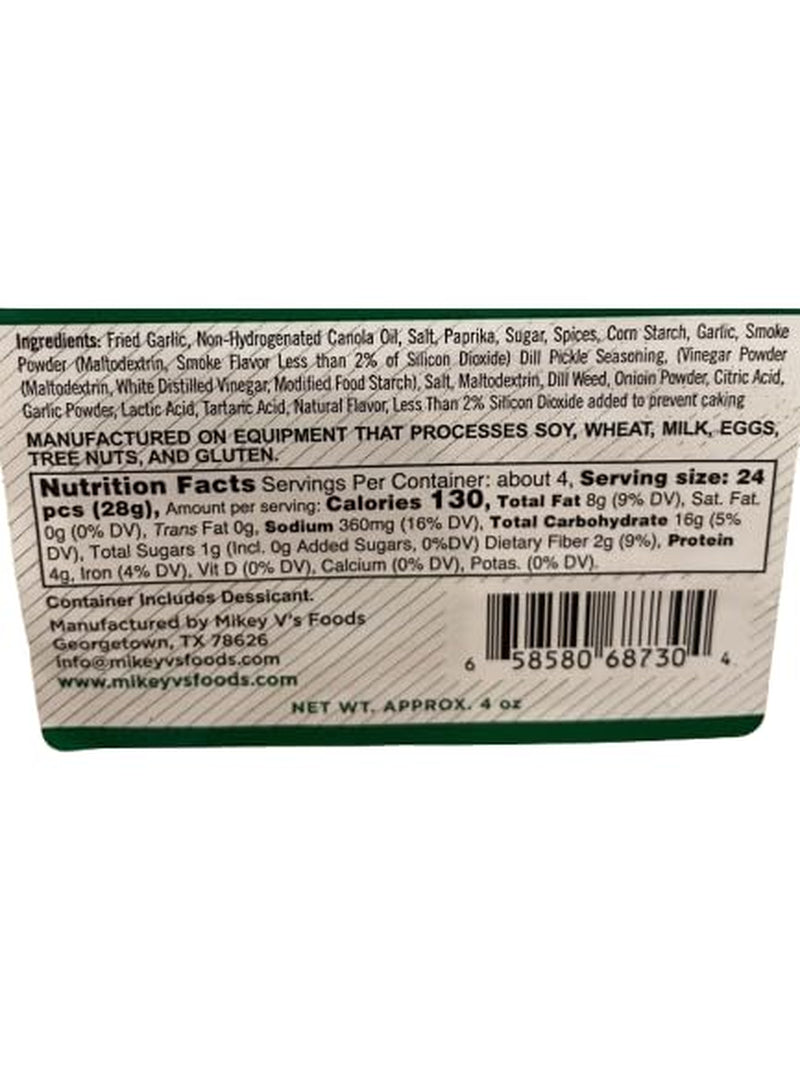 Ingredients: Fried Garlic, Non-Hydrogenated Canola Oil, Salt, Paprika, Sugar, Spices, Corn Starch, Garlic, Smoke
Powder (Maltodextrin, Smoke Flavor Less than 2% of Silicon Dioxide) Dill Pickle Seasoning, (Vinegar Powder
(Maltodextrin, White Distilled Vinegar, Modified Food Starch), Salt, Maltodextrin, Dill Weed, Onioin Powder, Citric Acid,
Garlic Powder, Lactic Acid, Tartaric Acid, Natural Flavor, Less Than 2% Silicon Dioxide added to prevent caking
MANUFACTURED ON EQUIPMENT THAT PROCESSES SOY, WHEAT, MILK, EGGS,
TREE NUTS, AND GLUTEN.
Nutrition Facts Servings Per Container: about 4, Serving size: 24
pcs (28g), Amount per serving: Calories 130, Total Fat 8g (9% DV), Sat. Fat.
0g (0% DV), Trans Fat 0g, Sodium 360mg (16% DV), Total Carbohydrate 16g (5%
DV), Total Sugars 1g (Incl. 0g Added Sugars, 0%DV) Dietary Fiber 2g (9%), Protein
4g, Iron (4% DV), Vit D (0% DV), Calcium (0% DV), Potas. (0% DV).
Container Includes Dessicant.
Manufactured by Mikey V's Foods
Georgetown, TX 78626
info@mikeyvsfoods.com
www.mikeyvsfoods.com
6 58580 68730 4
NET WT. APPROX. 4 oz